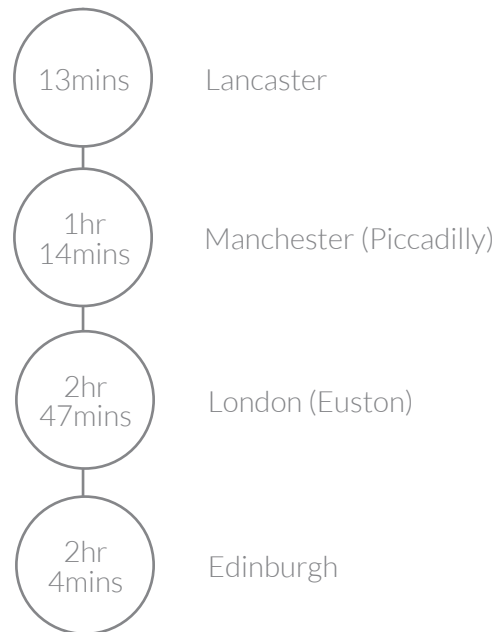 13mins
Lancaster
1hr
14mins
Manchester (Piccadilly)
2hr
47mins
London (Euston)
2hr
4mins
Edinburgh